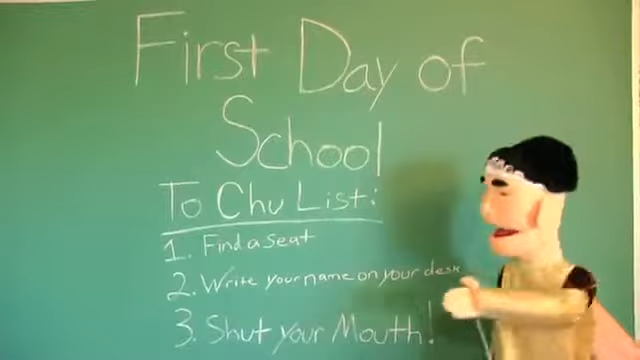 First Day of
School
To Chu List:
1. Find a seat
2. Write your name on your desk
3. Shut your Mouth!